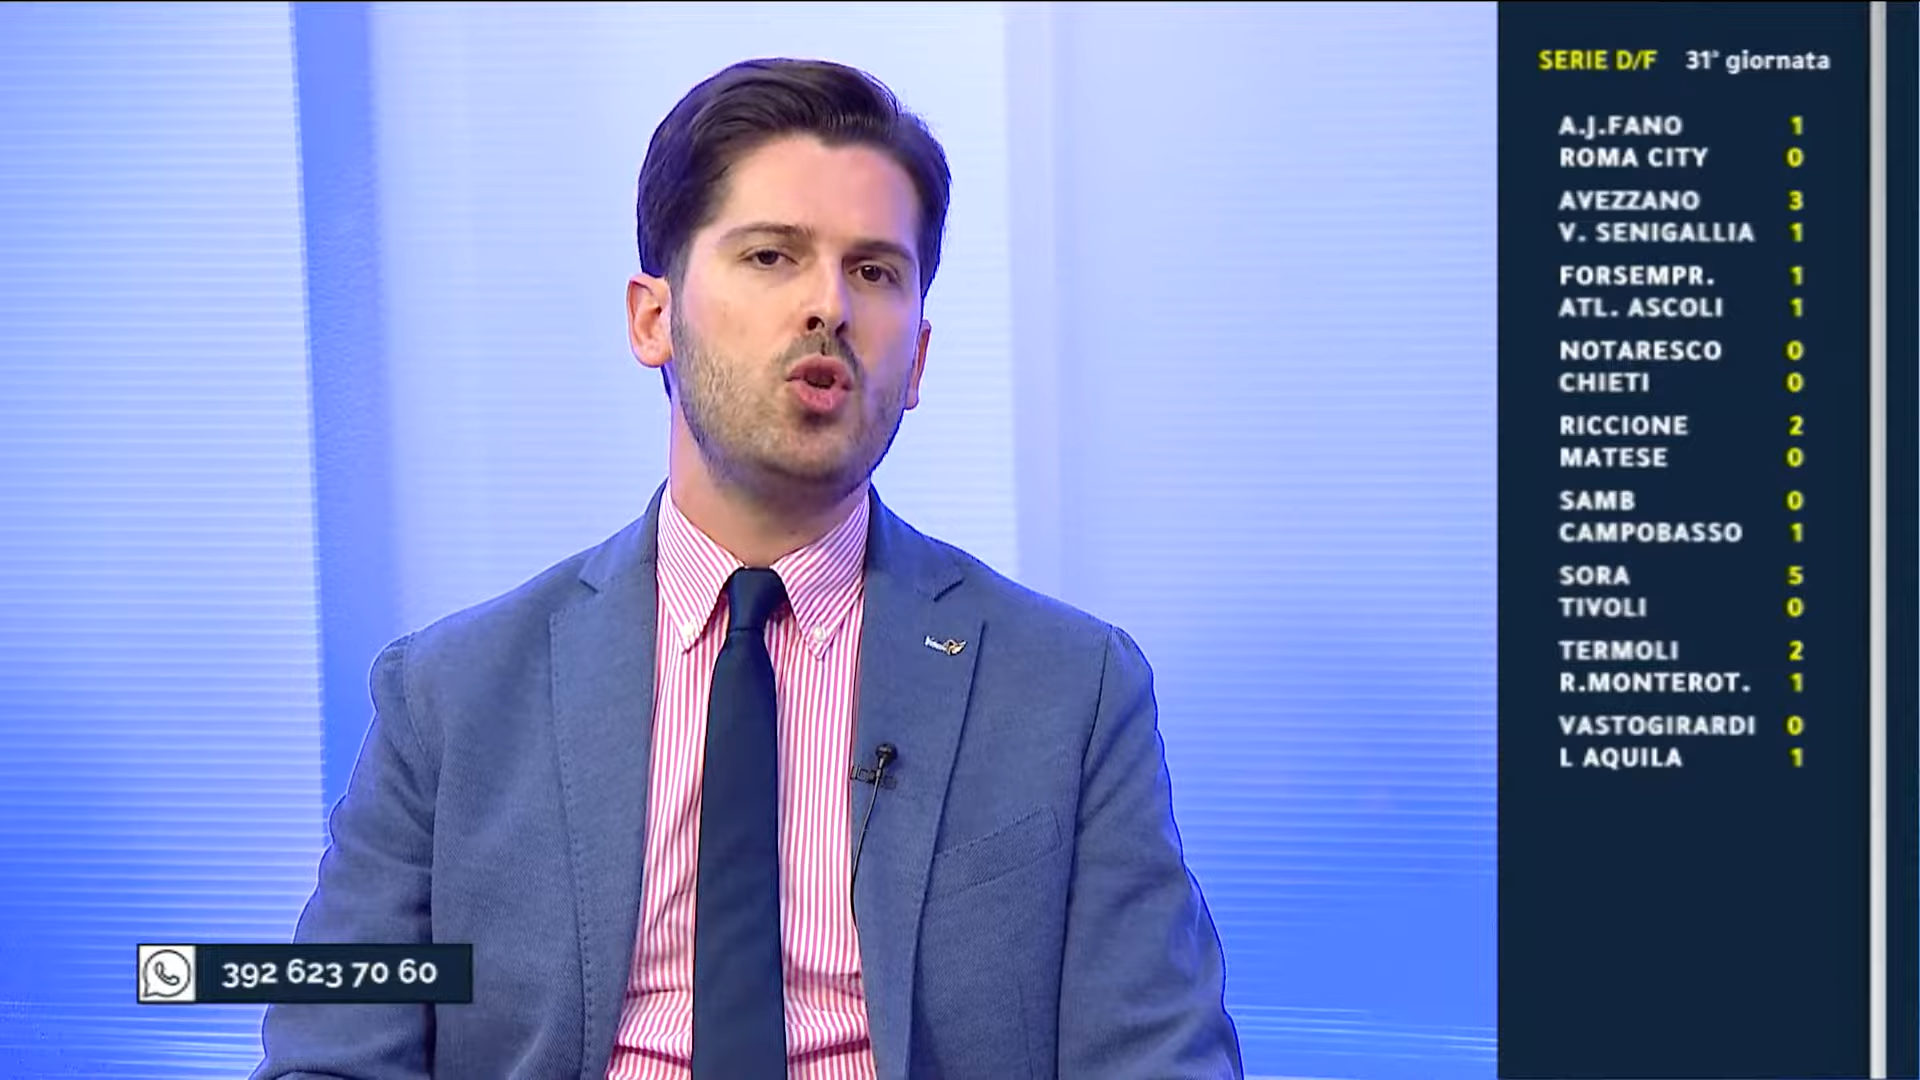 SERIE D/F 31ª giornata
A.J.FANO 1
ROMA CITY 0
AVEZZANO 3
V. SENIGALLIA 1
FORSEMPR. 1
ATL. ASCOLI 1
NOTARESCO 0
CHIETI 0
RICCIONE 2
MATESE 0
SAMB 0
CAMPOBASSO 1
SORA 5
TIVOLI 0
TERMOLI 2
R.MONTEROT. 1
VASTOGIRARDI 0
L AQUILA 1
392 623 70 60